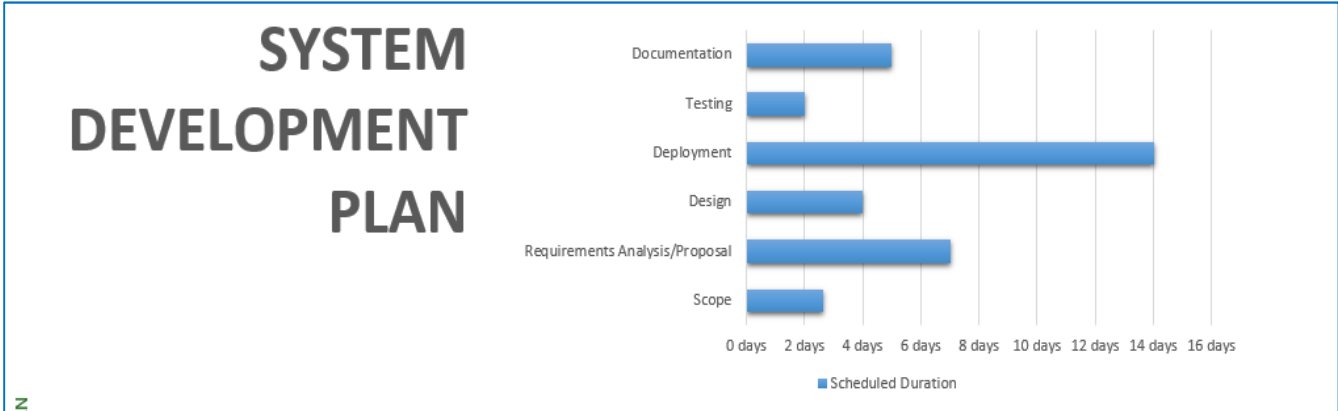 SYSTEM
DEVELOPMENT
PLAN
Documentation
Testing
Deployment
Design
Requirements Analysis/Proposal
Scope
0 days 2 days 4 days 6 days 8 days 10 days 12 days 14 days 16 days
Scheduled Duration
N